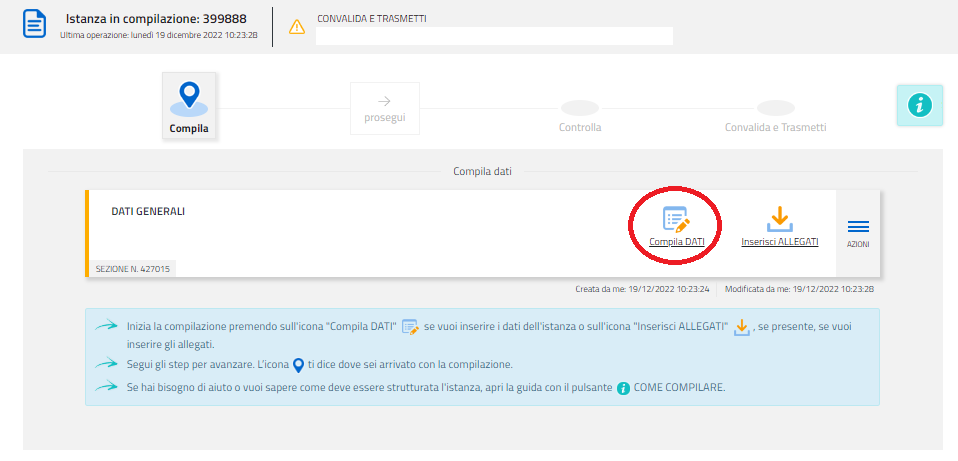 Istanza in compilazione: 399888
Ultima operazione: lunedì 19 dicembre 2022 10:23:28
CONVALIDA E TRASMETTI
Compila
prosegui
Controlla
Convalida e Trasmetti
i
Compila dati
DATI GENERALI
Compila DATI
Inserisci ALLEGATI
AZIONI
SEZIONE N. 427015
Creata da me: 19/12/2022 10:23:24
Modificata da me: 19/12/2022 10:23:28
Inizia la compilazione premendo sull'icona "Compila DATI" se vuoi inserire i dati dell'istanza o sull'icona "Inserisci ALLEGATI" , se presente, se vuoi
inserire gli allegati.
Segui gli step per avanzare. L'icona ti dice dove sei arrivato con la compilazione.
Se hai bisogno di aiuto o vuoi sapere come deve essere strutturata l'istanza, apri la guida con il pulsante i COME COMPILARE.